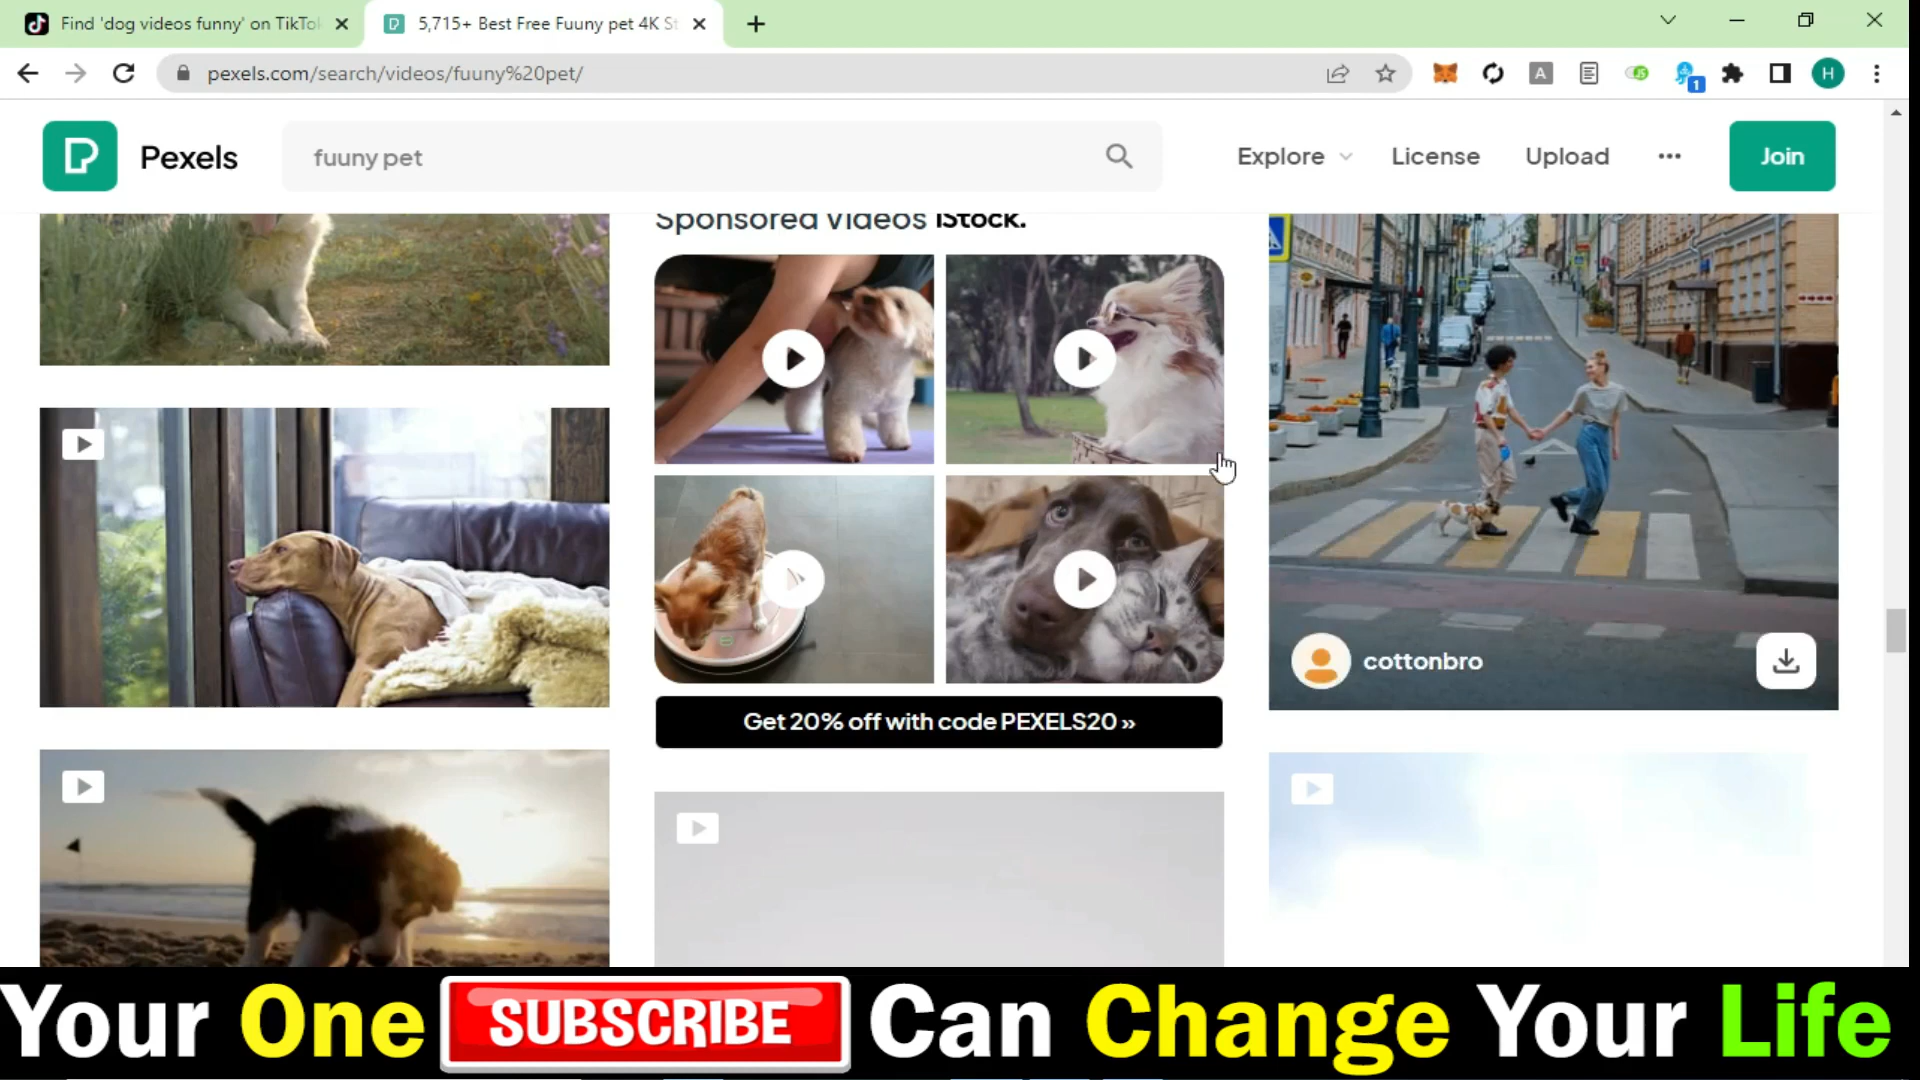 Find 'dog videos funny' on TikTo
5,715+ Best Free Fuuny pet 4K St
pexels.com/search/videos/fuuny%20pet/
A
JS
1
H
Pexels
fuuny pet
Explore
License
Upload
Join
Sponsored Videos iStock.
cottonbro
Get 20% off with code PEXELS20 »
Your One SUBSCRIBE Can Change Your Life